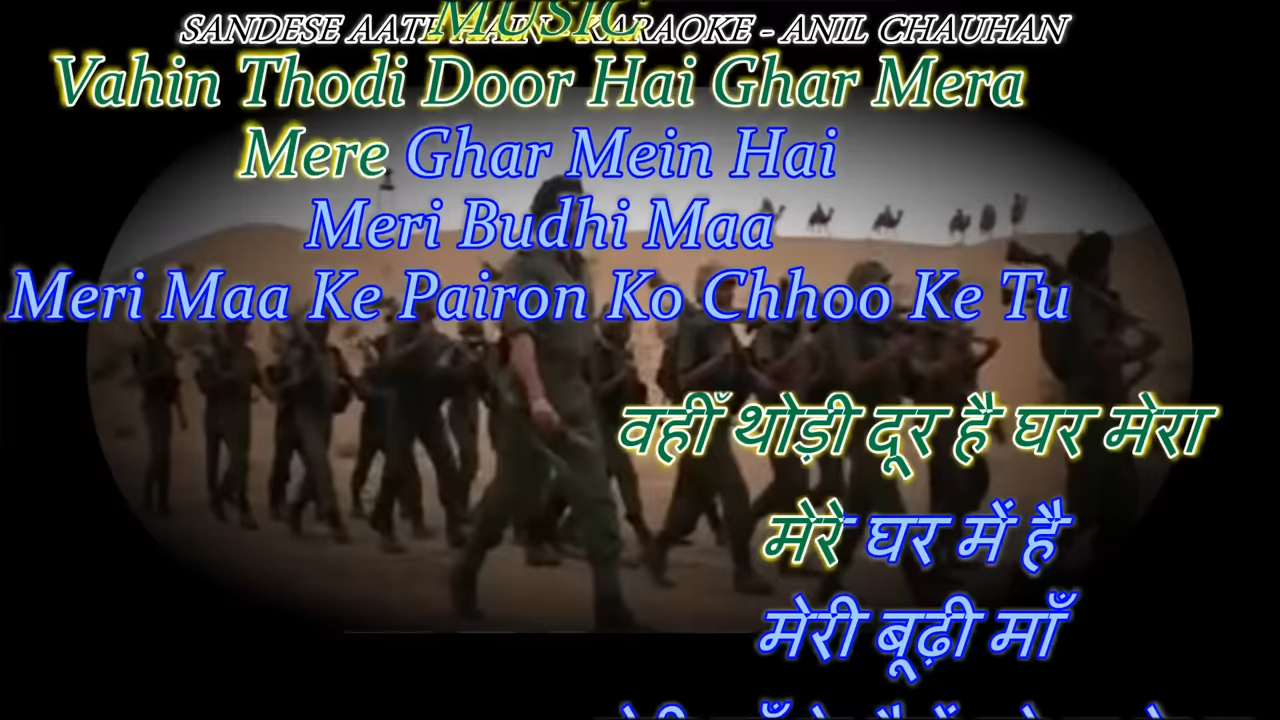 MUSIC
SANDESE AATE HAIN - KARAOKE - ANIL CHAUHAN
Vahin Thodi Door Hai Ghar Mera
Mere Ghar Mein Hai
Meri Budhi Maa
Meri Maa Ke Pairon Ko Chhoo Ke Tu
वहीँ थोड़ी दूर है घर मेरा
मेरे घर में है
मेरी बूढ़ी माँ